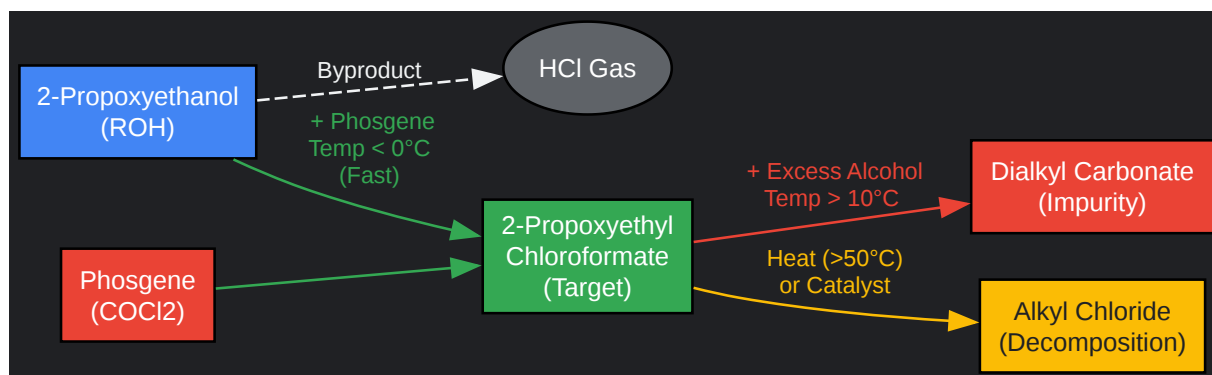 2-Propoxyethanol
(ROH)
Byproduct
HCl Gas
+ Phosgene
Temp < 0°C
(Fast)
Phosgene
(COCl2)
2-Propoxyethyl
Chloroformate
(Target)
+ Excess Alcohol
Temp > 10°C
Dialkyl Carbonate
(Impurity)
Heat (>50°C)
or Catalyst
Alkyl Chloride
(Decomposition)